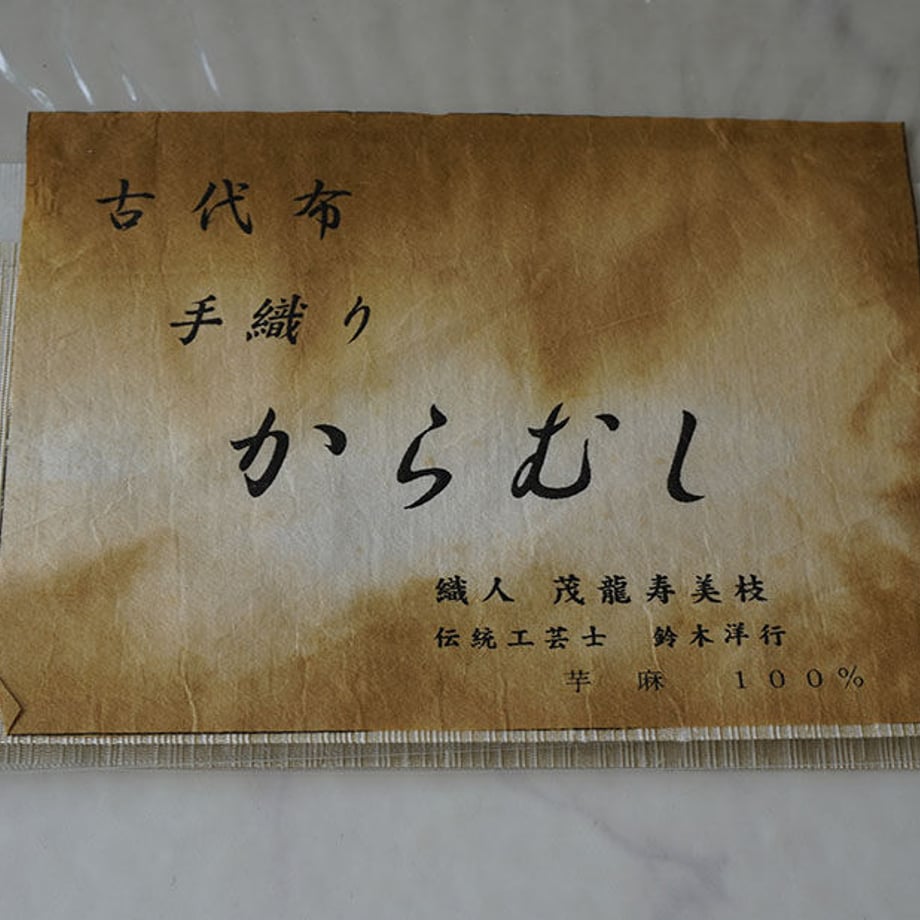 古代布
手織り
からむし
織人 茂龍寿美枝
伝統工芸士 鈴木洋行
芋麻 100%